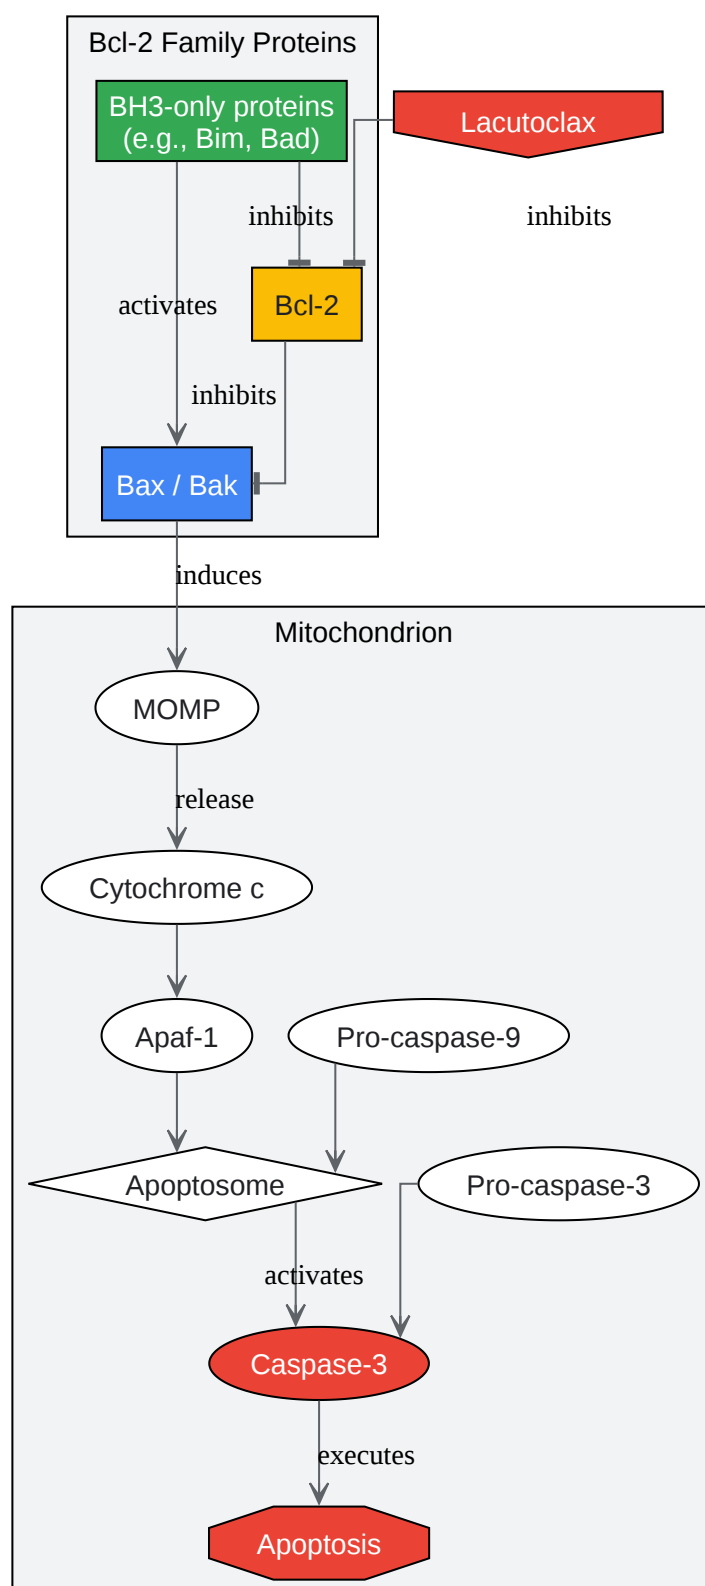 Bcl-2 Family Proteins
BH3-only proteins
(e.g., Bim, Bad)
Lacutoclax
inhibits
inhibits
Bcl-2
activates
inhibits
Bax / Bak
induces
Mitochondrion
MOMP
release
Cytochrome c
Apaf-1
Pro-caspase-9
Apoptosome
Pro-caspase-3
activates
Caspase-3
executes
Apoptosis